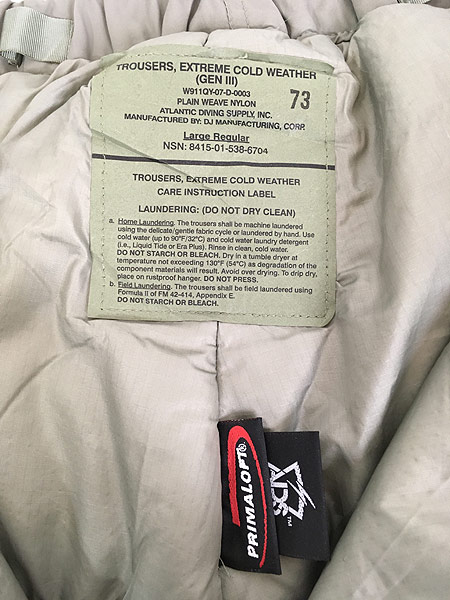 TROUSERS, EXTREME COLD WEATHER
(GEN III)
W911QY-07-D-0003
PLAIN WEAVE NYLON
73
ATLANTIC DIVING SUPPLY, INC.
MANUFACTURED BY: DJ MANUFACTURING, CORP.
Large Regular
NSN: 8415-01-538-6704
TROUSERS, EXTREME COLD WEATHER
CARE INSTRUCTION LABEL
LAUNDERING: (DO NOT DRY CLEAN)
a. Home Laundering. The trousers shall be machine laundered
using the delicate/gentle fabric cycle or laundered by hand. Use
cold water (up to 90°F/32°C) and cold water laundry detergent
(i.e., Liquid Tide or Era Plus). Rinse in clean, cold water.
DO NOT STARCH OR BLEACH. Dry in a tumble dryer at
temperature not exceeding 130°F (54°C) as degradation of the
component materials will result. Avoid over drying. To drip dry,
place on rustproof hanger. DO NOT PRESS.
b. Field Laundering. The trousers shall be field laundered using
Formula II of FM 42-414, Appendix E.
DO NOT STARCH OR BLEACH.
PRIMALOFT®
ADS
TM